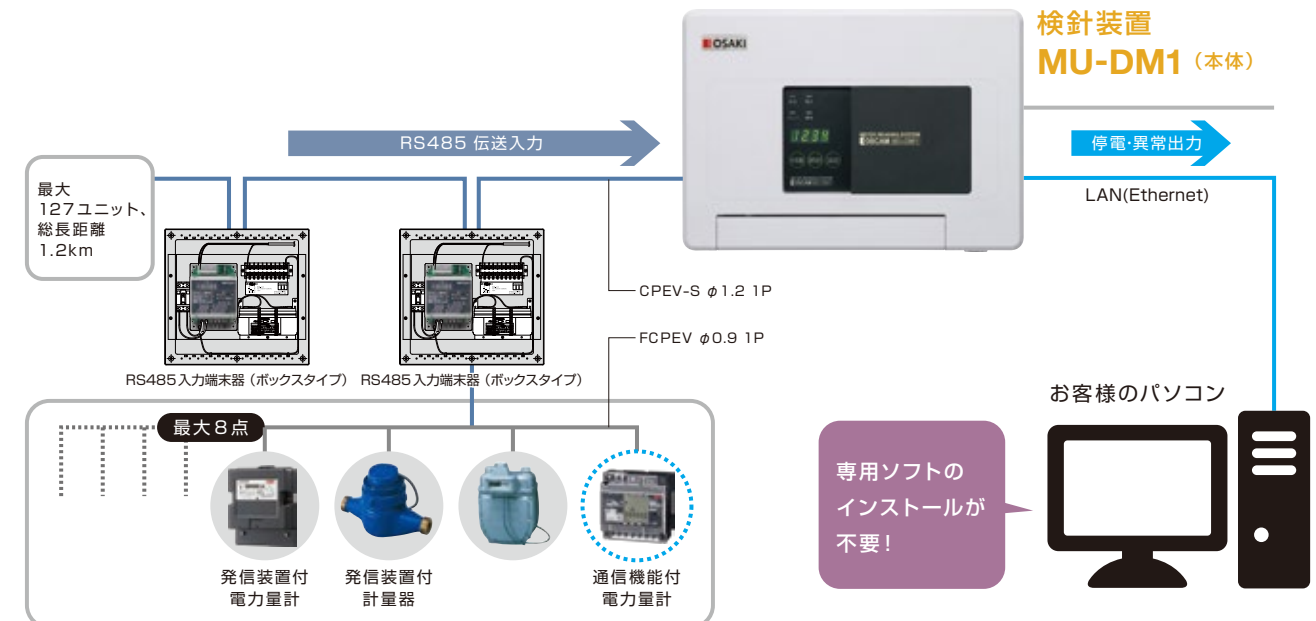 検針装置
MU-DM1（本体）
OSAKI
1234
RS485 伝送入力
停電・異常出力
LAN(Ethernet)
最大
127ユニット、
総長距離
1.2km
CPEV-S φ1.2 1P
FCPEV φ0.9 1P
RS485入力端末器（ボックスタイプ）
RS485入力端末器（ボックスタイプ）
最大8点
発信装置付
電力量計
発信装置付
計量器
通信機能付
電力量計
お客様のパソコン
専用ソフトの
インストールが
不要！